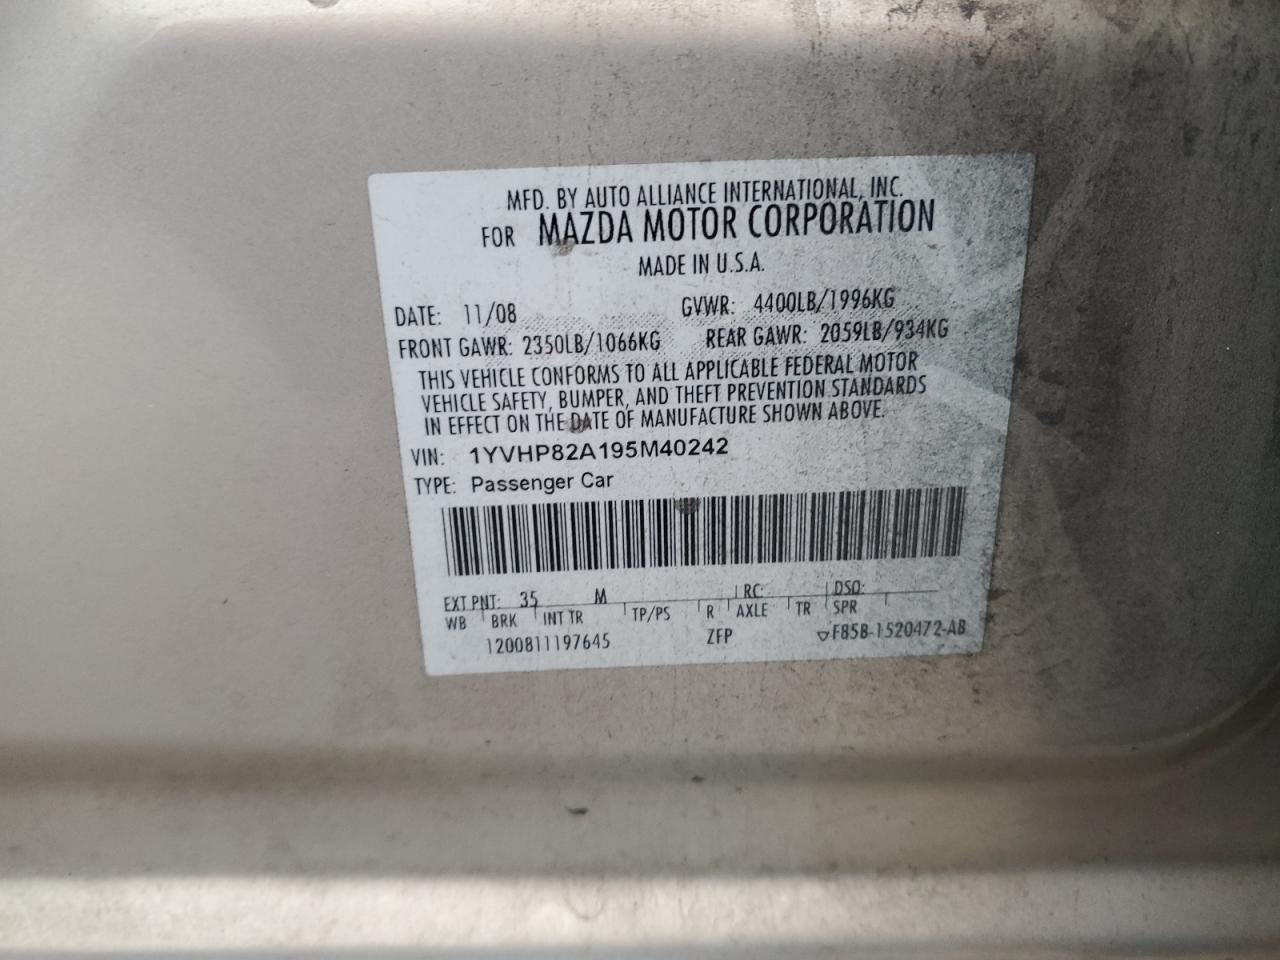 MFD. BY AUTO ALLIANCE INTERNATIONAL, INC.
FOR MAZDA MOTOR CORPORATION
MADE IN U.S.A.
DATE: 11/08 GVWR: 4400LB/1996KG
FRONT GAWR: 2350LB/1066KG REAR GAWR: 2059LB/934KG
THIS VEHICLE CONFORMS TO ALL APPLICABLE FEDERAL MOTOR
VEHICLE SAFETY, BUMPER, AND THEFT PREVENTION STANDARDS
IN EFFECT ON THE DATE OF MANUFACTURE SHOWN ABOVE.
VIN: 1YVHP82A195M40242
TYPE: Passenger Car
EXT PNT: 35 M RC: DSO:
WB BRK INT TR TP/PS R AXLE TR SPR
1200811197645 ZFP F85B-1520472-AB